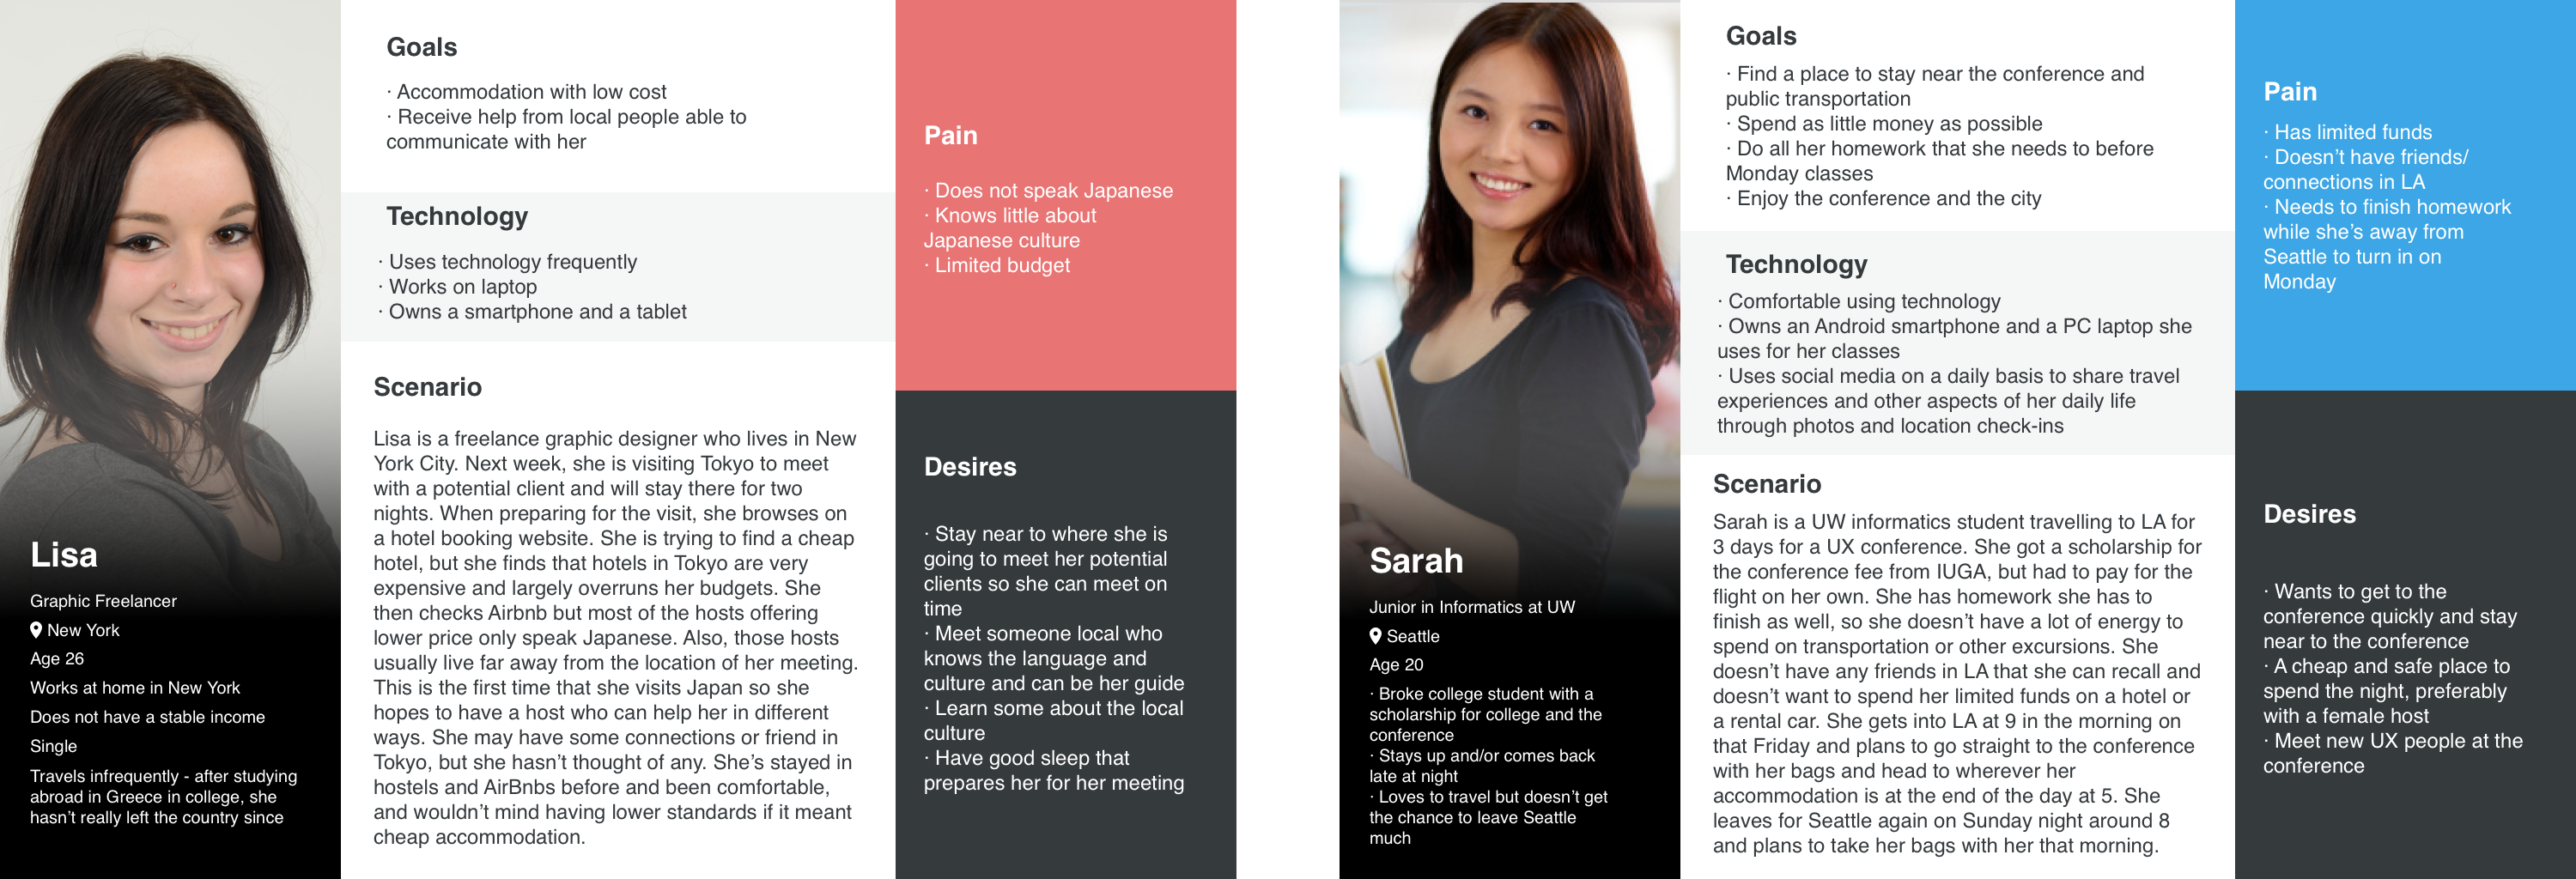 Lisa
Graphic Freelancer
New York
Age 26
Works at home in New York
Does not have a stable income
Single
Travels infrequently - after studying
abroad in Greece in college, she
hasn’t really left the country since
Goals
· Accommodation with low cost
· Receive help from local people able to
communicate with her
Technology
· Uses technology frequently
· Works on laptop
· Owns a smartphone and a tablet
Scenario
Lisa is a freelance graphic designer who lives in New
York City. Next week, she is visiting Tokyo to meet
with a potential client and will stay there for two
nights. When preparing for the visit, she browses on
a hotel booking website. She is trying to find a cheap
hotel, but she finds that hotels in Tokyo are very
expensive and largely overruns her budgets. She
then checks Airbnb but most of the hosts offering
lower price only speak Japanese. Also, those hosts
usually live far away from the location of her meeting.
This is the first time that she visits Japan so she
hopes to have a host who can help her in different
ways. She may have some connections or friend in
Tokyo, but she hasn’t thought of any. She’s stayed in
hostels and AirBnbs before and been comfortable,
and wouldn’t mind having lower standards if it meant
cheap accommodation.
Pain
· Does not speak Japanese
· Knows little about
Japanese culture
· Limited budget
Desires
· Stay near to where she is
going to meet her potential
clients so she can meet on
time
· Meet someone local who
knows the language and
culture and can be her guide
· Learn some about the local
culture
· Have good sleep that
prepares her for her meeting
Sarah
Junior in Informatics at UW
Seattle
Age 20
· Broke college student with a
scholarship for college and the
conference
· Stays up and/or comes back
late at night
· Loves to travel but doesn’t get
the chance to leave Seattle
much
Goals
· Find a place to stay near the conference and
public transportation
· Spend as little money as possible
· Do all her homework that she needs to before
Monday classes
· Enjoy the conference and the city
Technology
· Comfortable using technology
· Owns an Android smartphone and a PC laptop she
uses for her classes
· Uses social media on a daily basis to share travel
experiences and other aspects of her daily life
through photos and location check-ins
Scenario
Sarah is a UW informatics student travelling to LA for
3 days for a UX conference. She got a scholarship for
the conference fee from IUGA, but had to pay for the
flight on her own. She has homework she has to
finish as well, so she doesn’t have a lot of energy to
spend on transportation or other excursions. She
doesn’t have any friends in LA that she can recall and
doesn’t want to spend her limited funds on a hotel or
a rental car. She gets into LA at 9 in the morning on
that Friday and plans to go straight to the conference
with her bags and head to wherever her
accommodation is at the end of the day at 5. She
leaves for Seattle again on Sunday night around 8
and plans to take her bags with her that morning.
Pain
· Has limited funds
· Doesn’t have friends/
connections in LA
· Needs to finish homework
while she’s away from
Seattle to turn in on
Monday
Desires
· Wants to get to the
conference quickly and stay
near to the conference
· A cheap and safe place to
spend the night, preferably
with a female host
· Meet new UX people at the
conference